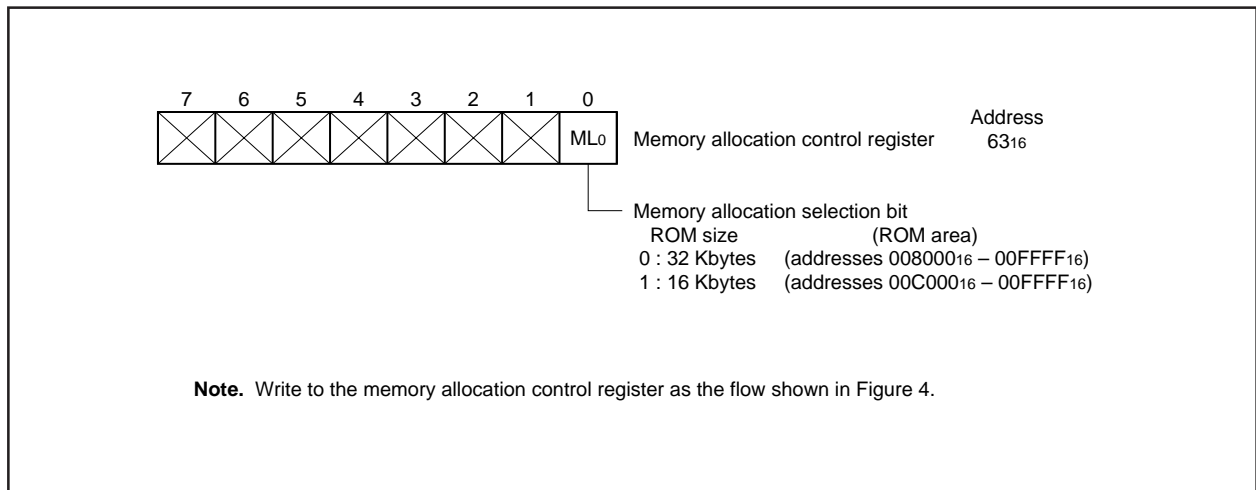 7 6 5 4 3 2 1 0
Address
ML0 Memory allocation control register 6316
Memory allocation selection bit
ROM size (ROM area)
0 : 32 Kbytes (addresses 00800016 – 00FFFF16)
1 : 16 Kbytes (addresses 00C00016 – 00FFFF16)
Note. Write to the memory allocation control register as the flow shown in Figure 4.